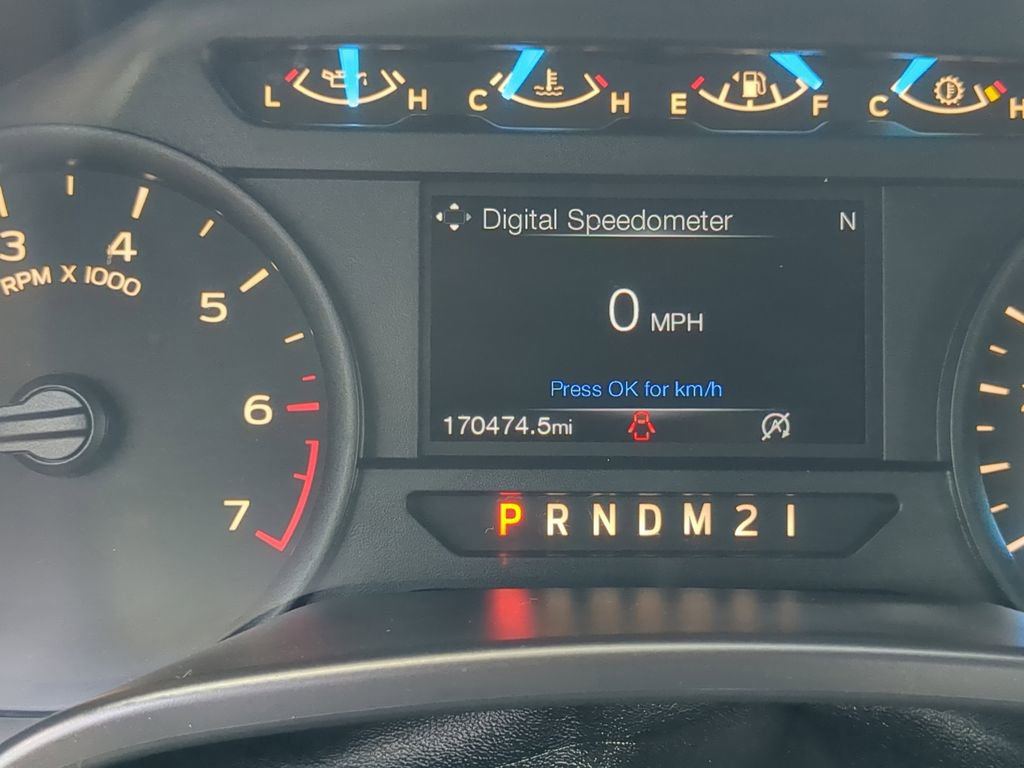 L H C H E F C H
Digital Speedometer N
3 4 5 6 7
RPM X 1000
0 MPH
Press OK for km/h
170474.5mi
P R N D M 2 1